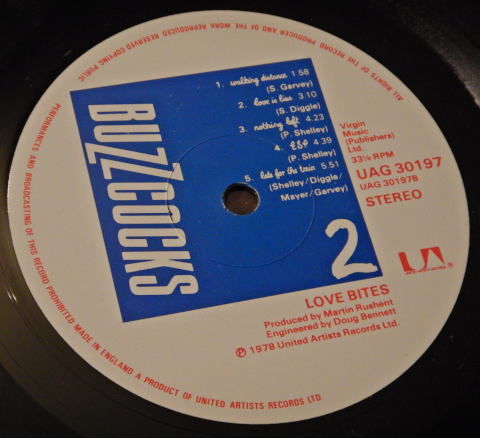 ALL RIGHTS OF THE RECORD PRODUCER AND OF THE WORK REPRODUCED RESERVED COPYING PUBLIC
PERFORMANCES AND BROADCASTING OF THIS RECORD PROHIBITED MADE IN ENGLAND A PRODUCT OF UNITED ARTISTS RECORDS LTD
BUZZCOCKS
1. walking distance 1.58
(S. Garvey)
2. love is lies 3.10
(S. Diggle)
3. nothing left 4.23
(P. Shelley)
4. ESP 4.39
(P. Shelley)
5. late for the train 5.51
(Shelley/Diggle/
Mayer/Garvey)
2
Virgin
Music
(Publishers)
Ltd.
33⅓ RPM
UAG 30197
UAG 30197B
STEREO
UA
LOVE BITES
Produced by Martin Rushent
Engineered by Doug Bennett
℗ 1978 United Artists Records Ltd.